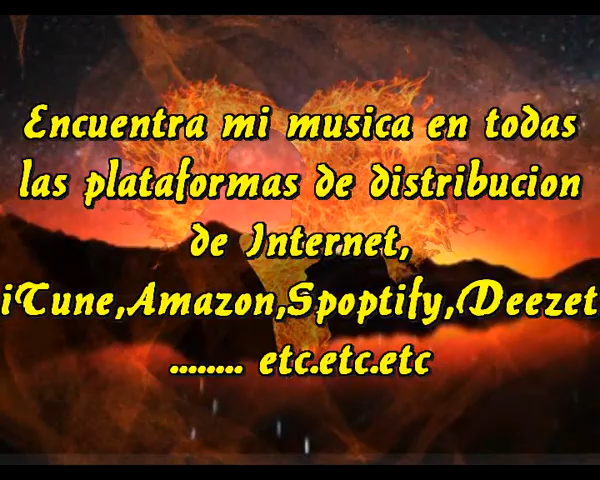 Encuentra mi musica en todas
las plataformas de distribucion
de Internet,
iTune,Amazon,Spoptify,Deezet
........ etc.etc.etc